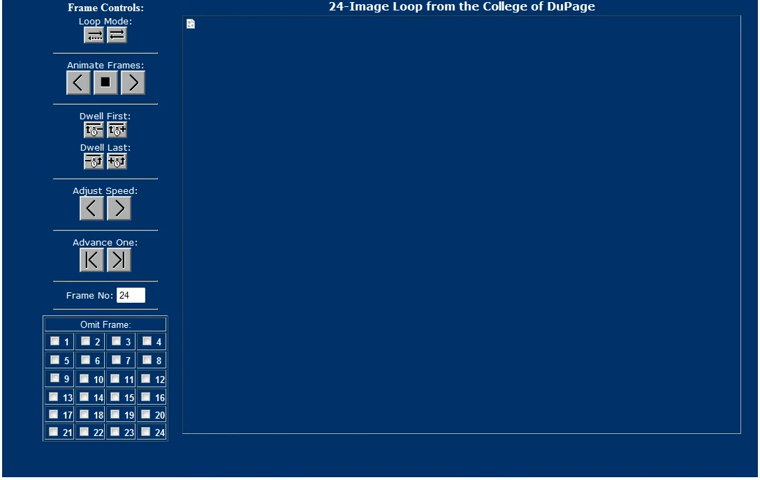 Frame Controls:
24-Image Loop from the College of DuPage
Loop Mode:
Animate Frames:
Dwell First:
Dwell Last:
Adjust Speed:
Advance One:
Frame No: 24
Omit Frame:
1 2 3 4
5 6 7 8
9 10 11 12
13 14 15 16
17 18 19 20
21 22 23 24